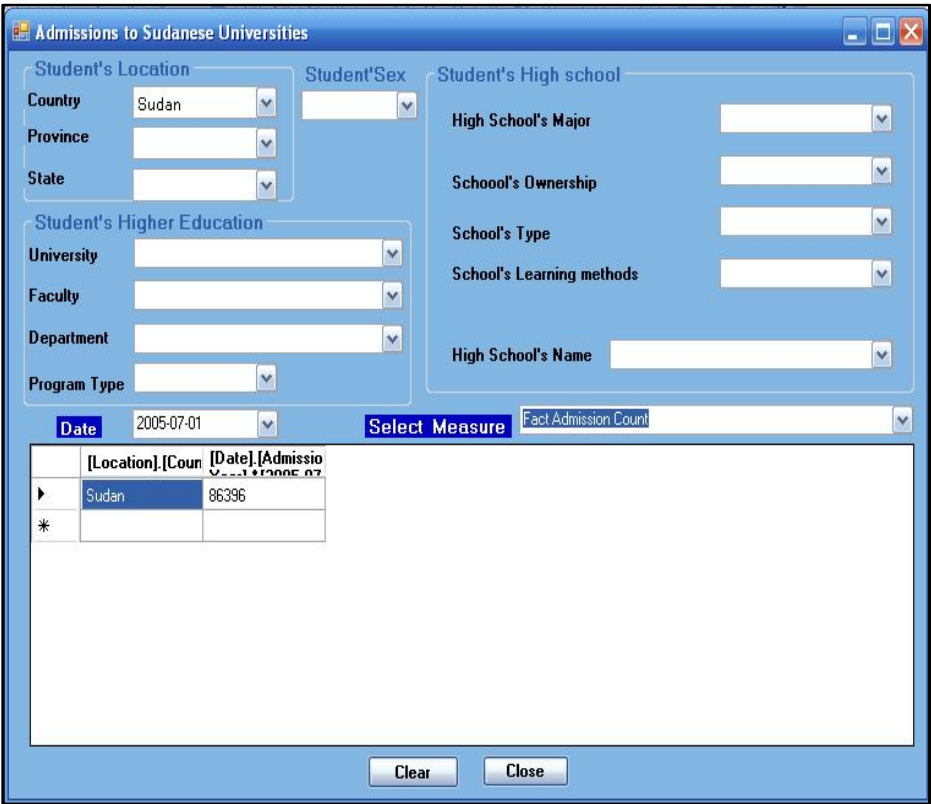 Admissions to Sudanese Universities
Student's Location
Country
Sudan
Province
State
Student'Sex
Student's High school
High School's Major
Schoool's Ownership
School's Type
School's Learning methods
High School's Name
Student's Higher Education
University
Faculty
Department
Program Type
Date
2005-07-01
Select Measure
Fact Admission Count
[Location].[Coun
[Date].[Admissio
Sudan
86396
Clear
Close